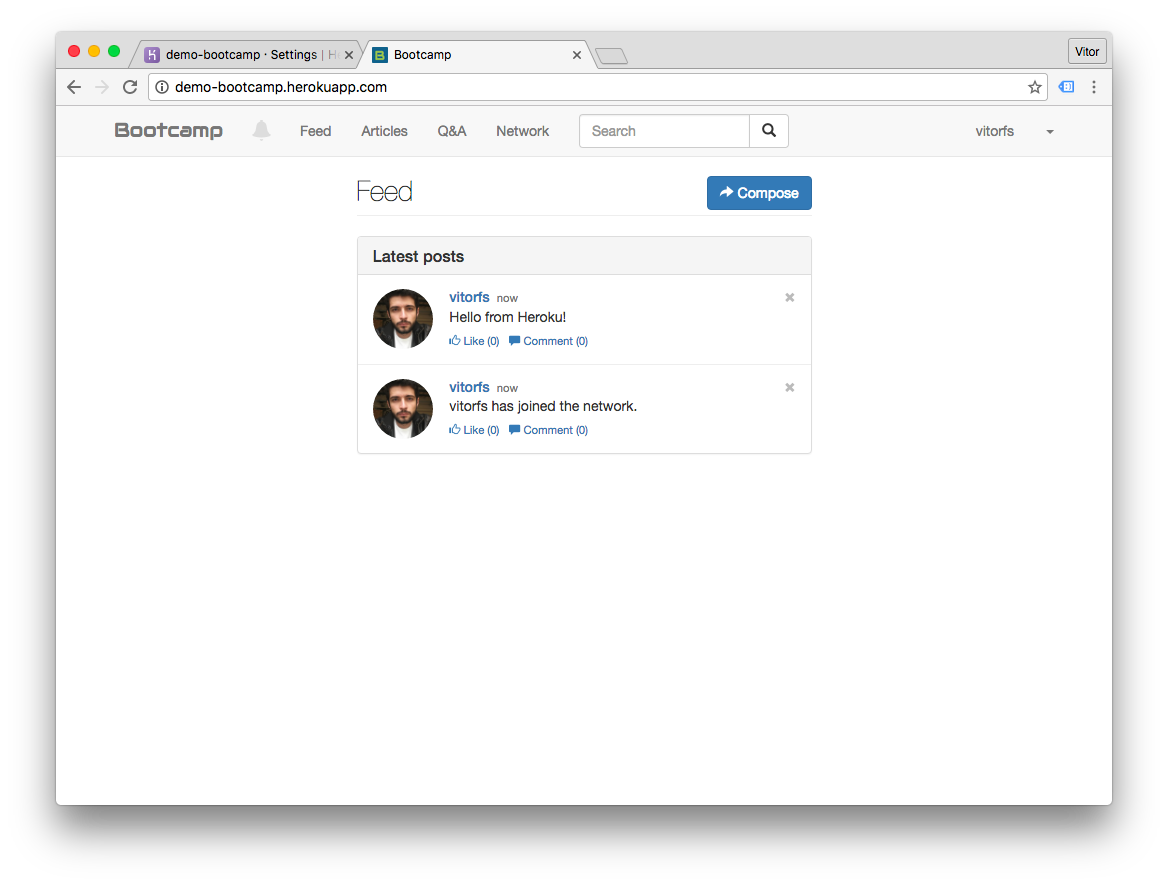 demo-bootcamp · Settings | H
Bootcamp
Vitor
demo-bootcamp.herokuapp.com
Bootcamp Feed Articles Q&A Network Search vitorfs
Feed
Compose
Latest posts
vitorfs now
Hello from Heroku!
Like (0) Comment (0)
vitorfs now
vitorfs has joined the network.
Like (0) Comment (0)